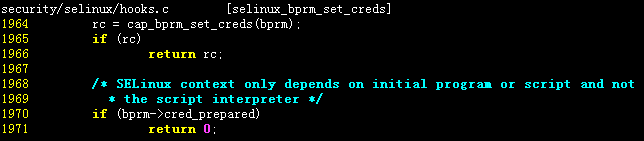 security/selinux/hooks.c [selinux_bprm_set_creds]
1964 rc = cap_bprm_set_creds(bprm);
1965 if (rc)
1966 return rc;
1967
1968 /* SELinux context only depends on initial program or script and not
1969 * the script interpreter */
1970 if (bprm->cred_prepared)
1971 return 0;